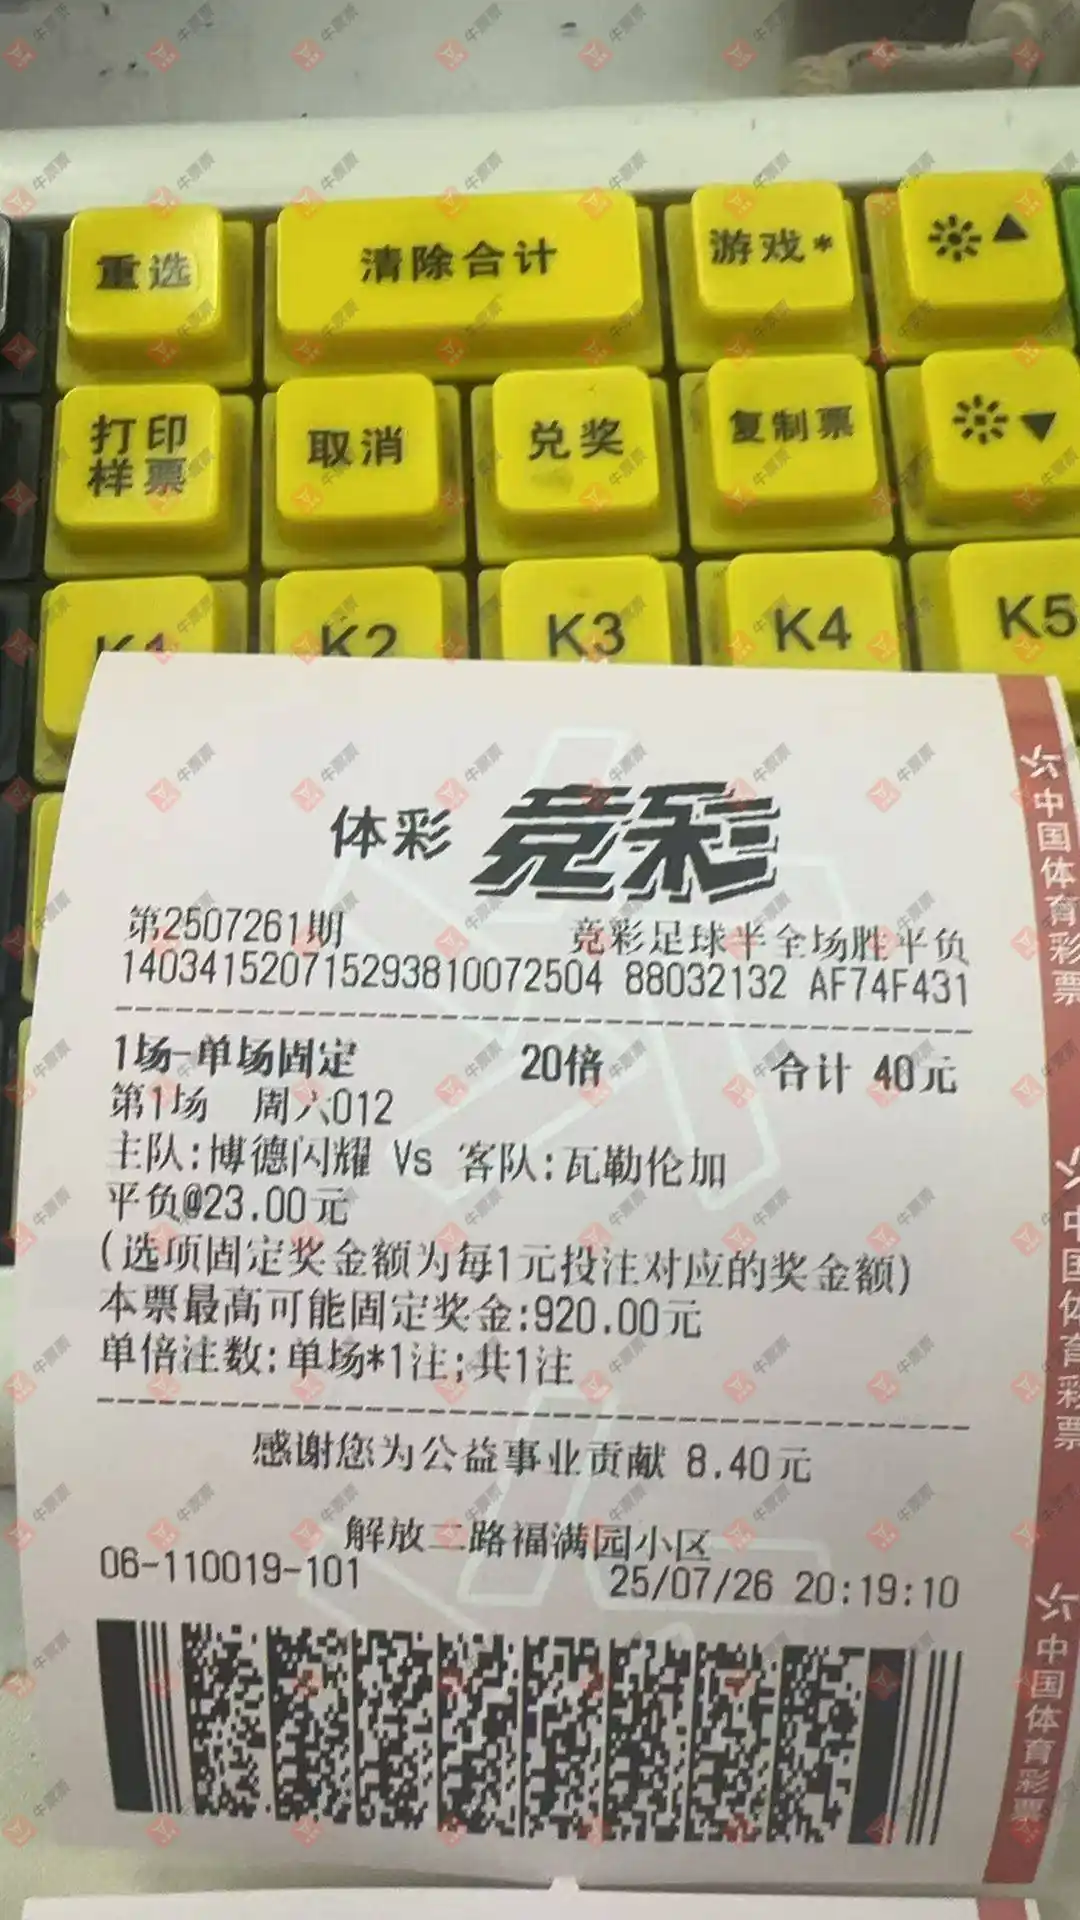 重选 清除合计 游戏* ▲
打印样票 取消 兑奖 复制票 ▼
K1 K2 K3 K4 K5
体彩 竞彩
第2507261期 竞彩足球半全场胜平负
140341520715293810072504 88032132 AF74F431
1场-单场固定 20倍 合计 40元
第1场 周六012
主队:博德闪耀 Vs 客队:瓦勒伦加
平负@23.00元
(选项固定奖金额为每1元投注对应的奖金额)
本票最高可能固定奖金:920.00元
单倍注数:单场*1注;共1注
感谢您为公益事业贡献 8.40元
解放二路福满园小区
06-110019-101 25/07/26 20:19:10
中国体育彩票
中国体育彩票
中国体育彩票
牛票票